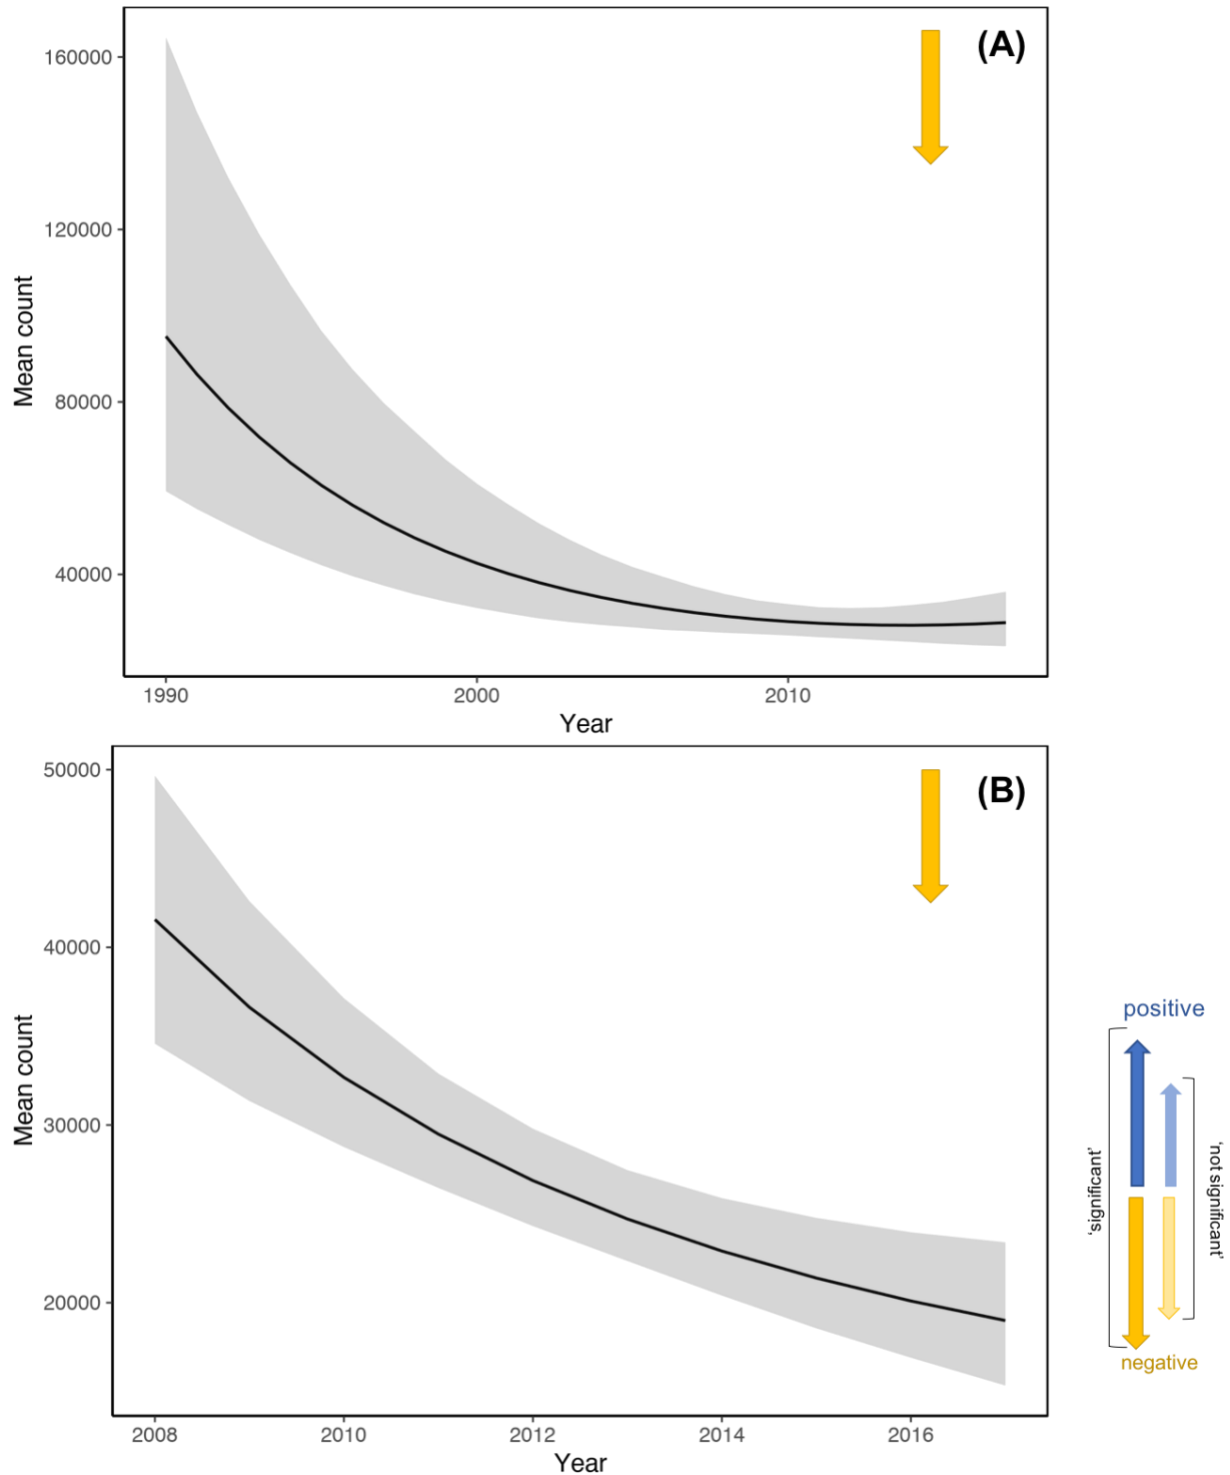 (A)
160000
120000
80000
40000
Mean count
1990
2000
2010
Year
(B)
50000
40000
30000
20000
Mean count
2008
2010
2012
2014
2016
Year
positive
'significant'
'not significant'
negative